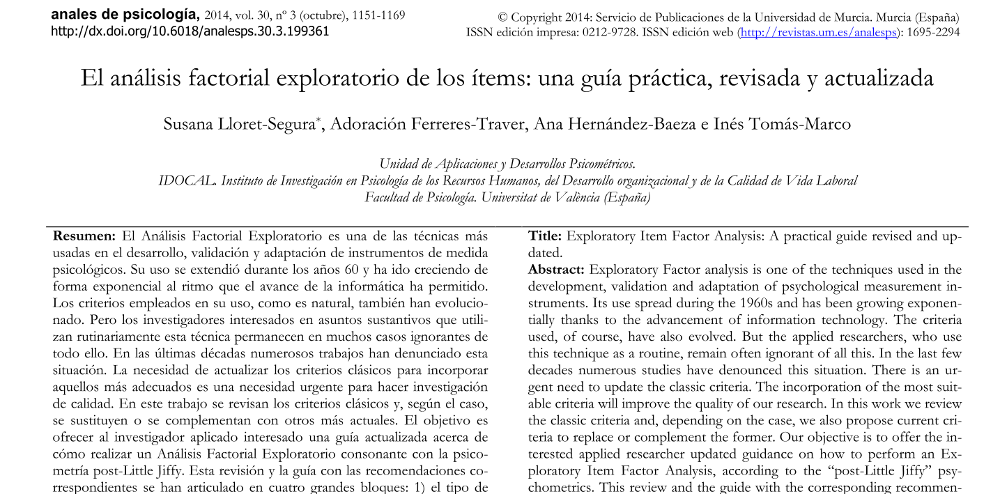 anales de psicología, 2014, vol. 30, nº 3 (octubre), 1151-1169
http://dx.doi.org/10.6018/analesps.30.3.199361
© Copyright 2014: Servicio de Publicaciones de la Universidad de Murcia. Murcia (España)
ISSN edición impresa: 0212-9728. ISSN edición web (http://revistas.um.es/analesps): 1695-2294
El análisis factorial exploratorio de los ítems: una guía práctica, revisada y actualizada
Susana Lloret-Segura*, Adoración Ferreres-Traver, Ana Hernández-Baeza e Inés Tomás-Marco
Unidad de Aplicaciones y Desarrollos Psicométricos.
IDOCAL. Instituto de Investigación en Psicología de los Recursos Humanos, del Desarrollo organizacional y de la Calidad de Vida Laboral
Facultad de Psicología. Universitat de València (España)
Resumen: El Análisis Factorial Exploratorio es una de las técnicas más
usadas en el desarrollo, validación y adaptación de instrumentos de medida
psicológicos. Su uso se extendió durante los años 60 y ha ido creciendo de
forma exponencial al ritmo que el avance de la informática ha permitido.
Los criterios empleados en su uso, como es natural, también han evolucio-
nado. Pero los investigadores interesados en asuntos sustantivos que utili-
zan rutinariamente esta técnica permanecen en muchos casos ignorantes de
todo ello. En las últimas décadas numerosos trabajos han denunciado esta
situación. La necesidad de actualizar los criterios clásicos para incorporar
aquellos más adecuados es una necesidad urgente para hacer investigación
de calidad. En este trabajo se revisan los criterios clásicos y, según el caso,
se sustituyen o se complementan con otros más actuales. El objetivo es
ofrecer al investigador aplicado interesado una guía actualizada acerca de
cómo realizar un Análisis Factorial Exploratorio consonante con la psico-
metría post-Little Jiffy. Esta revisión y la guía con las recomendaciones co-
rrespondientes se han articulado en cuatro grandes bloques: 1) el tipo de
Title: Exploratory Item Factor Analysis: A practical guide revised and up-
dated.
Abstract: Exploratory Factor analysis is one of the techniques used in the
development, validation and adaptation of psychological measurement in-
struments. Its use spread during the 1960s and has been growing exponen-
tially thanks to the advancement of information technology. The criteria
used, of course, have also evolved. But the applied researchers, who use
this technique as a routine, remain often ignorant of all this. In the last few
decades numerous studies have denounced this situation. There is an ur-
gent need to update the classic criteria. The incorporation of the most suit-
able criteria will improve the quality of our research. In this work we review
the classic criteria and, depending on the case, we also propose current cri-
teria to replace or complement the former. Our objective is to offer the in-
terested applied researcher updated guidance on how to perform an Ex-
ploratory Item Factor Analysis, according to the “post-Little Jiffy” psy-
chometrics. This review and the guide with the corresponding recommen-